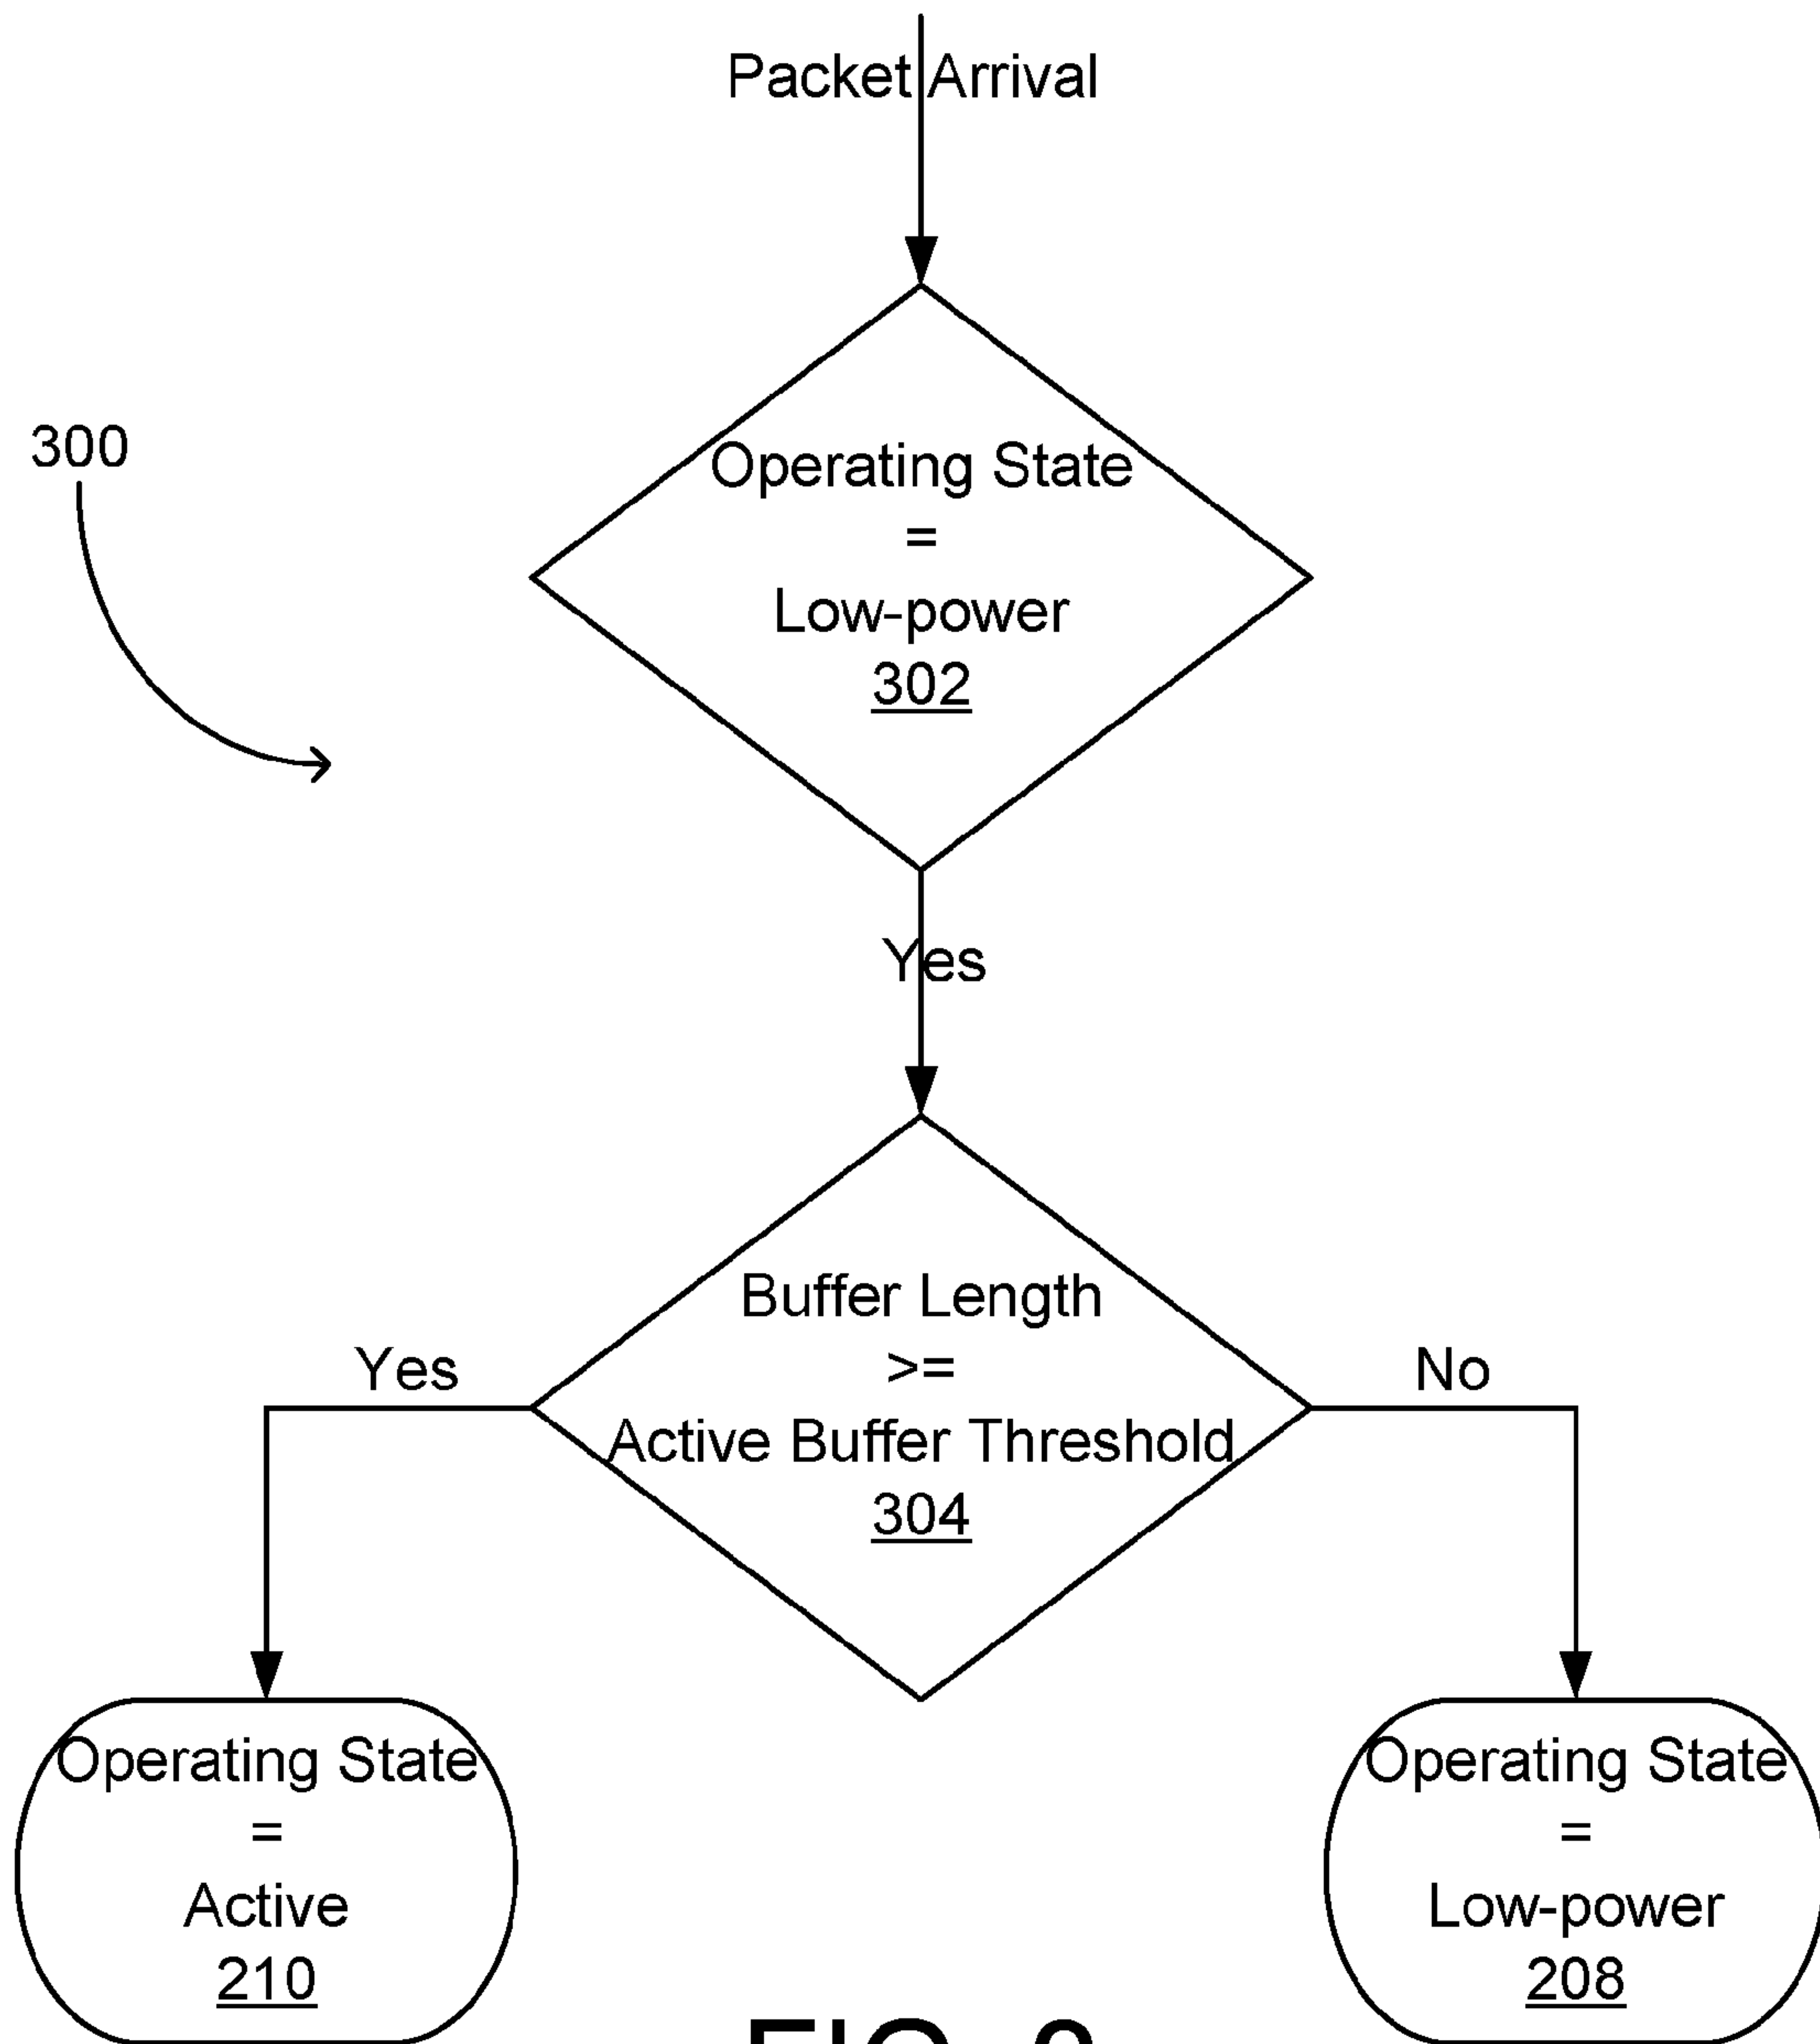 Packet Arrival
300
Operating State
=
Low-power
302
Yes
Buffer Length
>=
Active Buffer Threshold
304
Yes
No
Operating State
=
Active
210
Operating State
=
Low-power
208
FIG